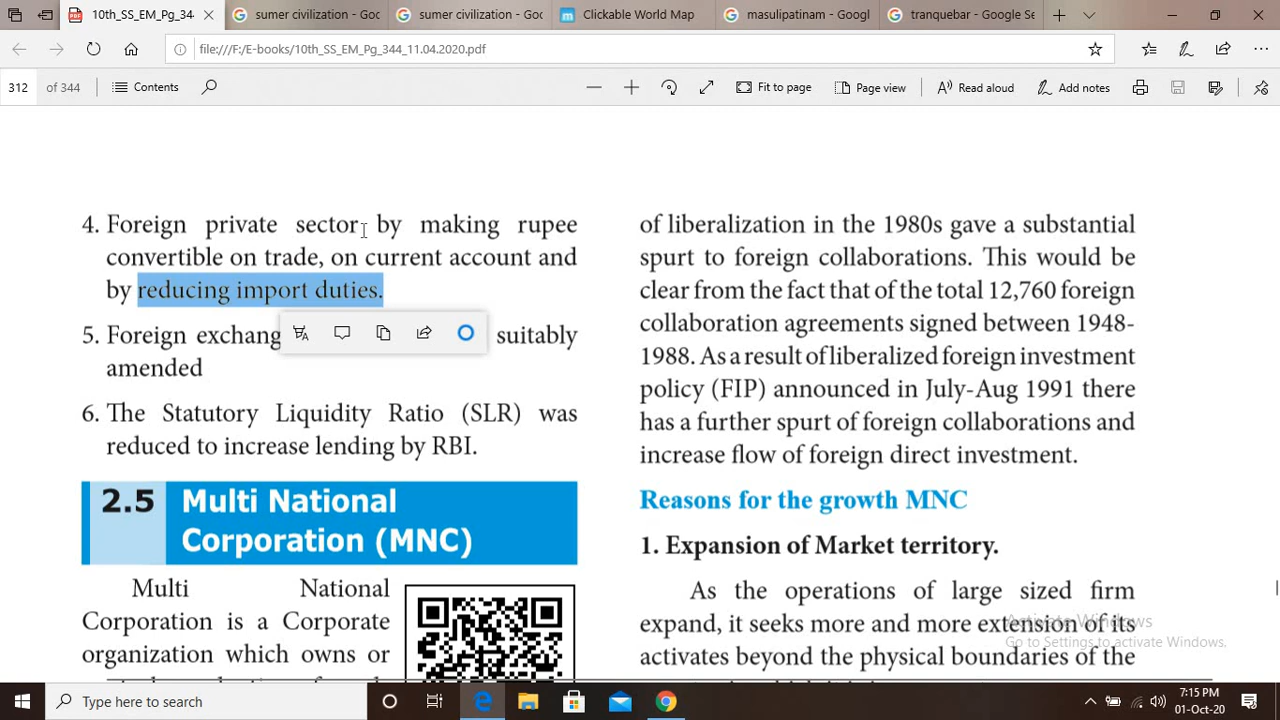 10th_SS_EM_Pg_34
sumer civilization - Goo
sumer civilization - Goo
Clickable World Map
masulipatinam - Googl
tranquebar - Google Se
file:///F:/E-books/10th_SS_EM_Pg_344_11.04.2020.pdf
312 of 344
Contents
Fit to page
Page view
Read aloud
Add notes
4. Foreign private sector by making rupee
convertible on trade, on current account and
by reducing import duties.
5. Foreign exchang suitably
amended
6. The Statutory Liquidity Ratio (SLR) was
reduced to increase lending by RBI.
2.5 Multi National
Corporation (MNC)
Multi National
Corporation is a Corporate
organization which owns or
of liberalization in the 1980s gave a substantial
spurt to foreign collaborations. This would be
clear from the fact that of the total 12,760 foreign
collaboration agreements signed between 1948-
1988. As a result of liberalized foreign investment
policy (FIP) announced in July-Aug 1991 there
has a further spurt of foreign collaborations and
increase flow of foreign direct investment.
Reasons for the growth MNC
1. Expansion of Market territory.
As the operations of large sized firm
expand, it seeks more and more extension of its
activates beyond the physical boundaries of the
Activate Windows
Go to Settings to activate Windows.
Type here to search
7:15 PM
01-Oct-20